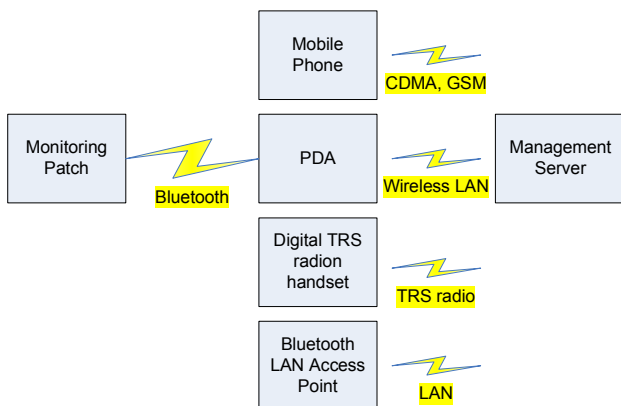 Mobile
Phone
CDMA, GSM
Monitoring
Patch
Bluetooth
PDA
Wireless LAN
Management
Server
Digital TRS
radion
handset
TRS radio
Bluetooth
LAN Access
Point
LAN